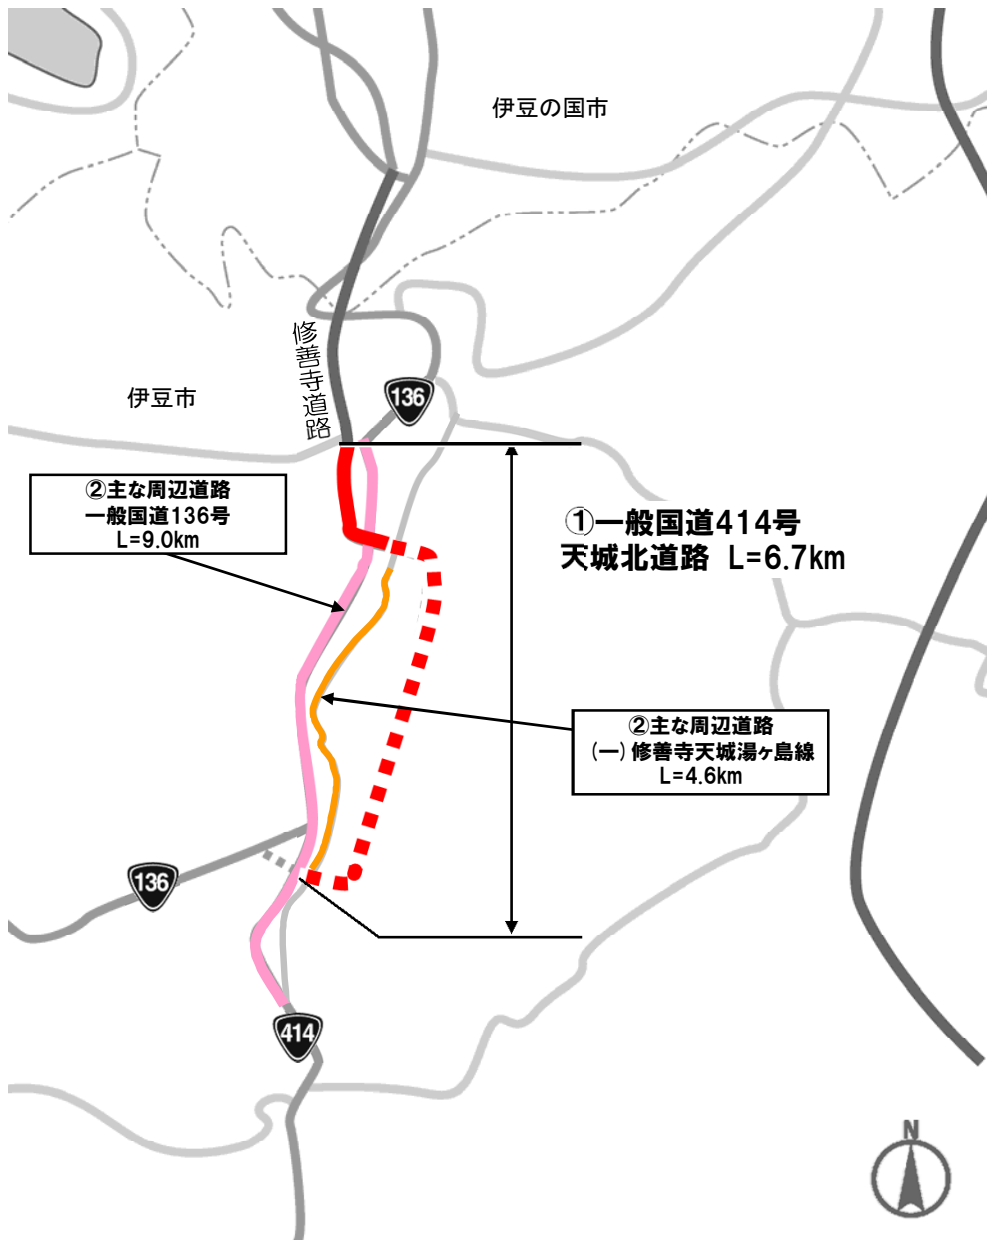 伊豆の国市
修善寺道路
伊豆市
136
②主な周辺道路
一般国道136号
L=9.0km
①一般国道414号
天城北道路 L=6.7km
②主な周辺道路
(一)修善寺天城湯ヶ島線
L=4.6km
136
414
N